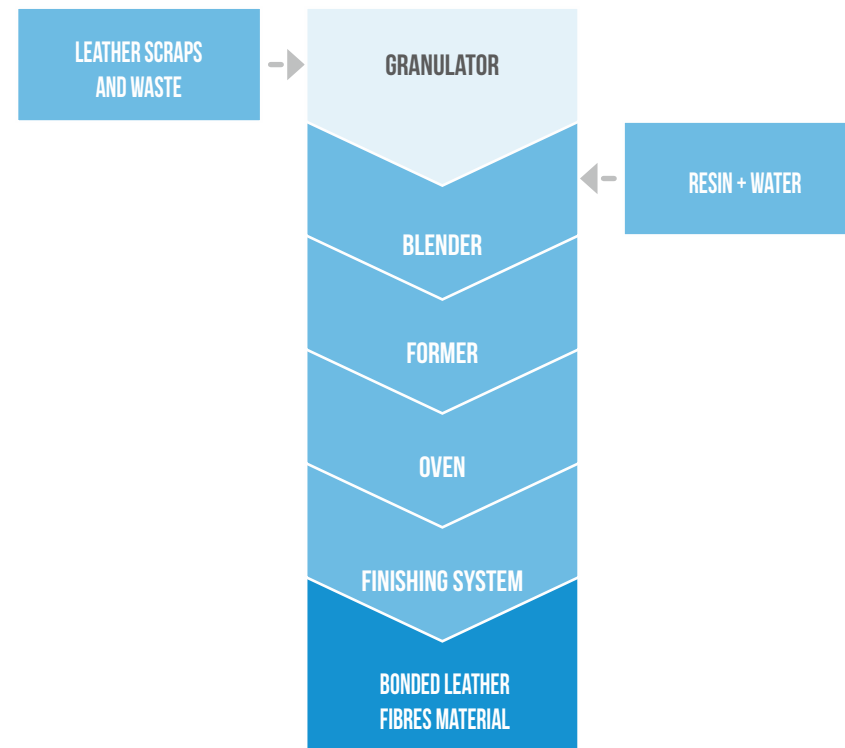 LEATHER SCRAPS
AND WASTE
GRANULATOR
RESIN + WATER
BLENDER
FORMER
OVEN
FINISHING SYSTEM
BONDED LEATHER
FIBRES MATERIAL